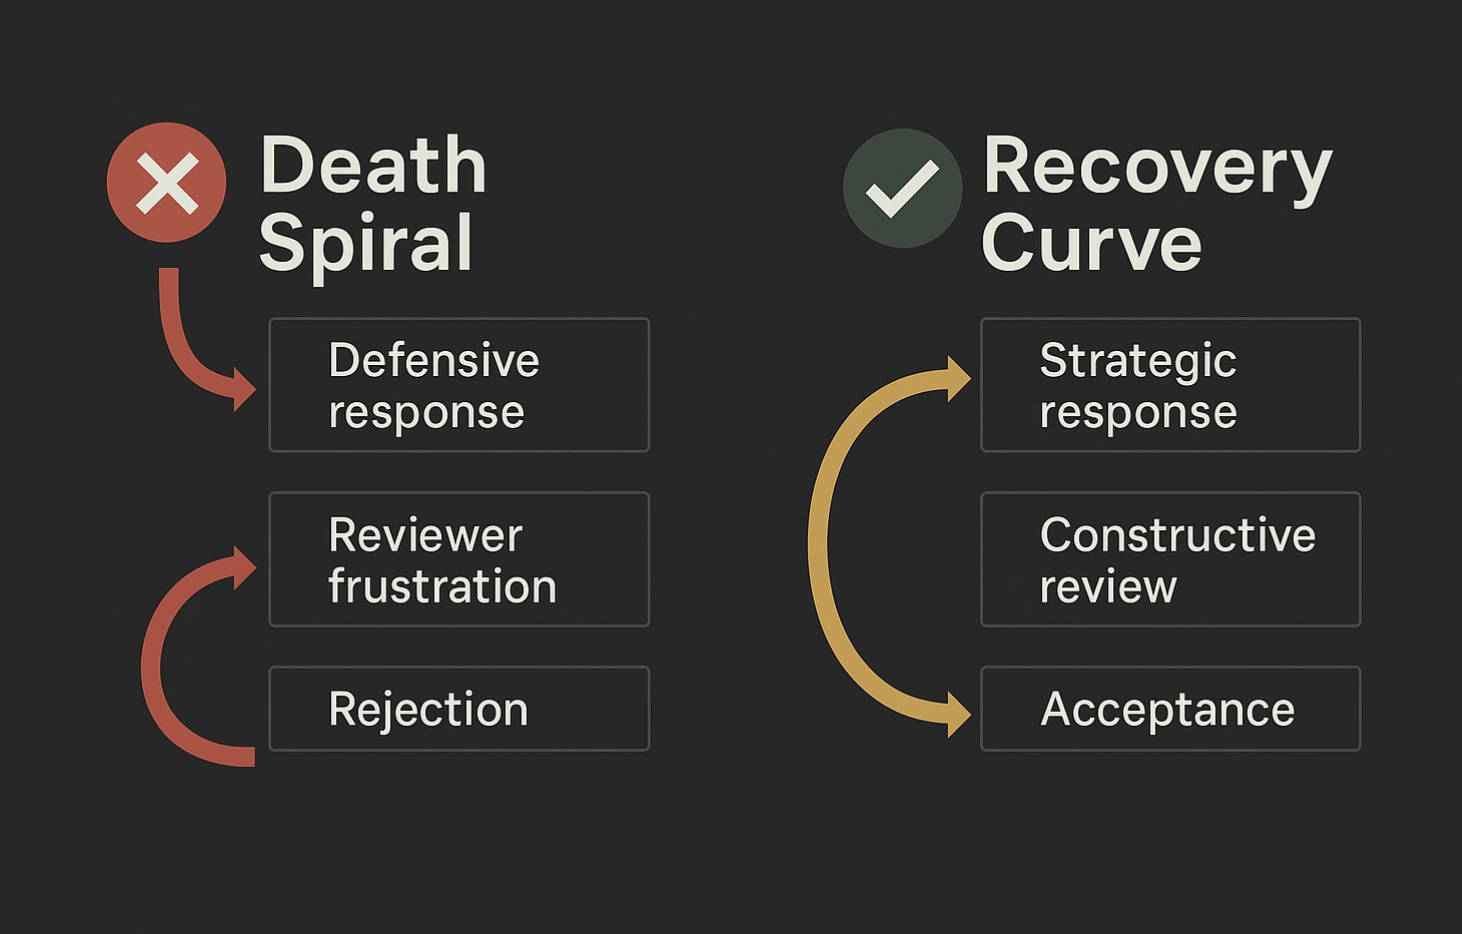 Death
Spiral
Defensive
response
Reviewer
frustration
Rejection
Recovery
Curve
Strategic
response
Constructive
review
Acceptance